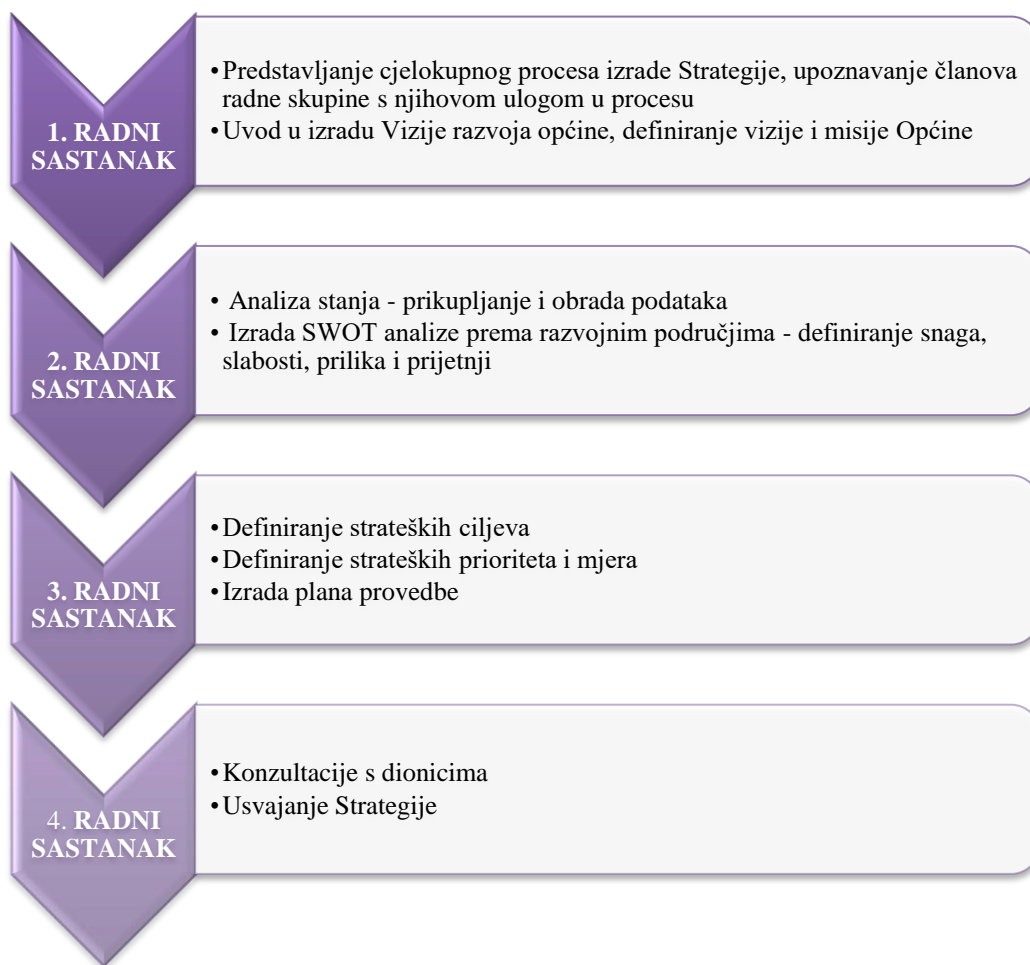 1. RADNI
SASTANAK
•Predstavljanje cjelokupnog procesa izrade Strategije, upoznavanje članova
radne skupine s njihovom ulogom u procesu
•Uvod u izradu Vizije razvoja općine, definiranje vizije i misije Općine
2. RADNI
SASTANAK
• Analiza stanja - prikupljanje i obrada podataka
• Izrada SWOT analize prema razvojnim područjima - definiranje snaga,
slabosti, prilika i prijetnji
3. RADNI
SASTANAK
•Definiranje strateških ciljeva
•Definiranje strateških prioriteta i mjera
•Izrada plana provedbe
4. RADNI
SASTANAK
•Konzultacije s dionicima
•Usvajanje Strategije